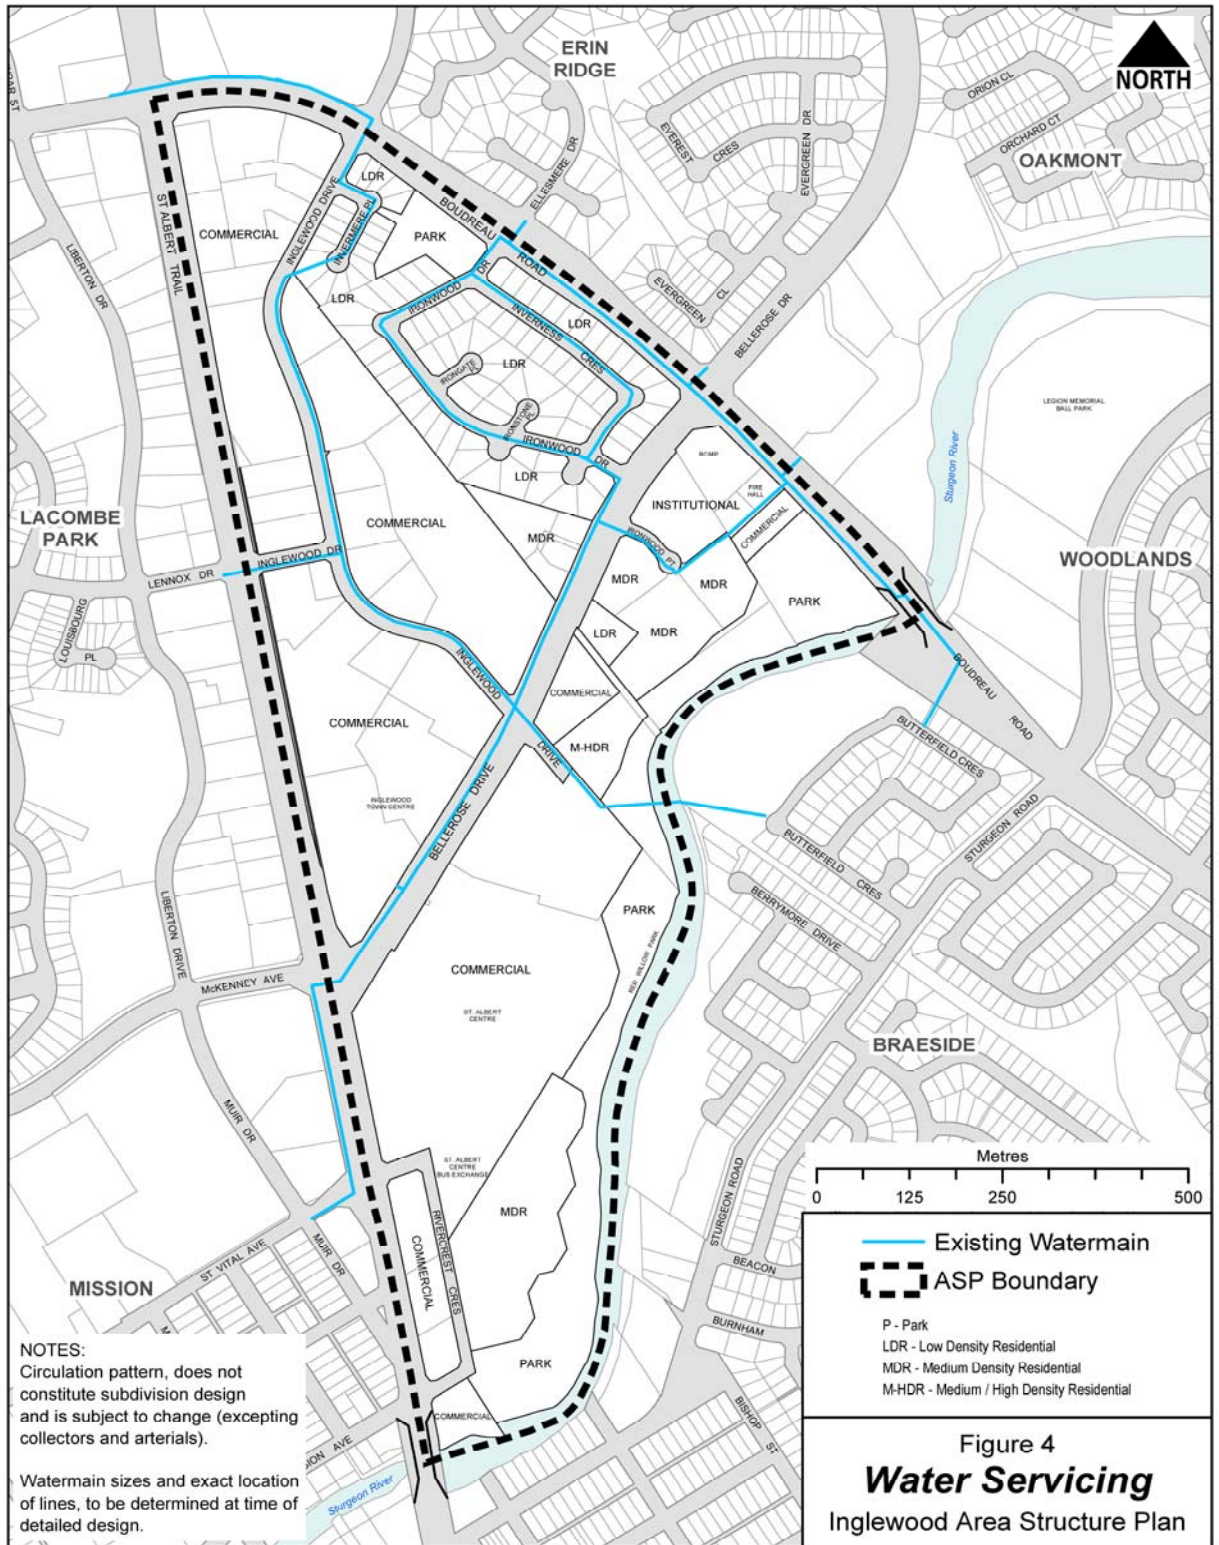 ERIN
RIDGE
NORTH
ORION CL
ORCHARD CT
OAKMONT
EVEREST
CRES
EVERGREEN DR
ELLESMERE DR
EVERGREEN
CL
BELLEROSE DR
BOUDREAU
ROAD
ST ALBERT TRAIL
LIBERTON DR
COMMERCIAL
INGLEWOOD DRIVE
LDR
INVERMERE PL
PARK
LDR
IRONWOOD
DR
INVERNESS
CRES
LDR
LDR
IRONGATE
PL
IRONSTONE
PL
IRONWOOD DR
LDR
LEGION MEMORIAL
BALL PARK
Sturgeon River
RCMP
FIRE
HALL
INSTITUTIONAL
COMMERCIAL
IRONWOOD PT
LACOMBE
PARK
COMMERCIAL
MDR
WOODLANDS
LENNOX DR
INGLEWOOD DR
MDR
MDR
PARK
LOUISBOURG
PL
LDR
MDR
INGLEWOOD
DRIVE
COMMERCIAL
COMMERCIAL
M-HDR
BOUDREAU
ROAD
BUTTERFIELD CRES
INGLEWOOD
TOWN CENTRE
BELLEROSE DRIVE
STURGEON ROAD
BUTTERFIELD CRES
LIBERTON DRIVE
BERRYMORE DRIVE
PARK
RED WILLOW PARK
McKENNEY AVE
COMMERCIAL
ST. ALBERT
CENTRE
BRAESIDE
MUIR DR
ST. ALBERT
CENTRE
BUS EXCHANGE
MDR
STURGEON ROAD
RIVERCREST CRES
COMMERCIAL
ST VITAL AVE
MUIR DR
MISSION
BEACON
BURNHAM
PARK
COMMERCIAL
BISHOP ST
Sturgeon River
Metres
0 125 250 500
Existing Watermain
ASP Boundary
P - Park
LDR - Low Density Residential
MDR - Medium Density Residential
M-HDR - Medium / High Density Residential
NOTES:
Circulation pattern, does not
constitute subdivision design
and is subject to change (excepting
collectors and arterials).
Watermain sizes and exact location
of lines, to be determined at time of
detailed design.
Figure 4
Water Servicing
Inglewood Area Structure Plan